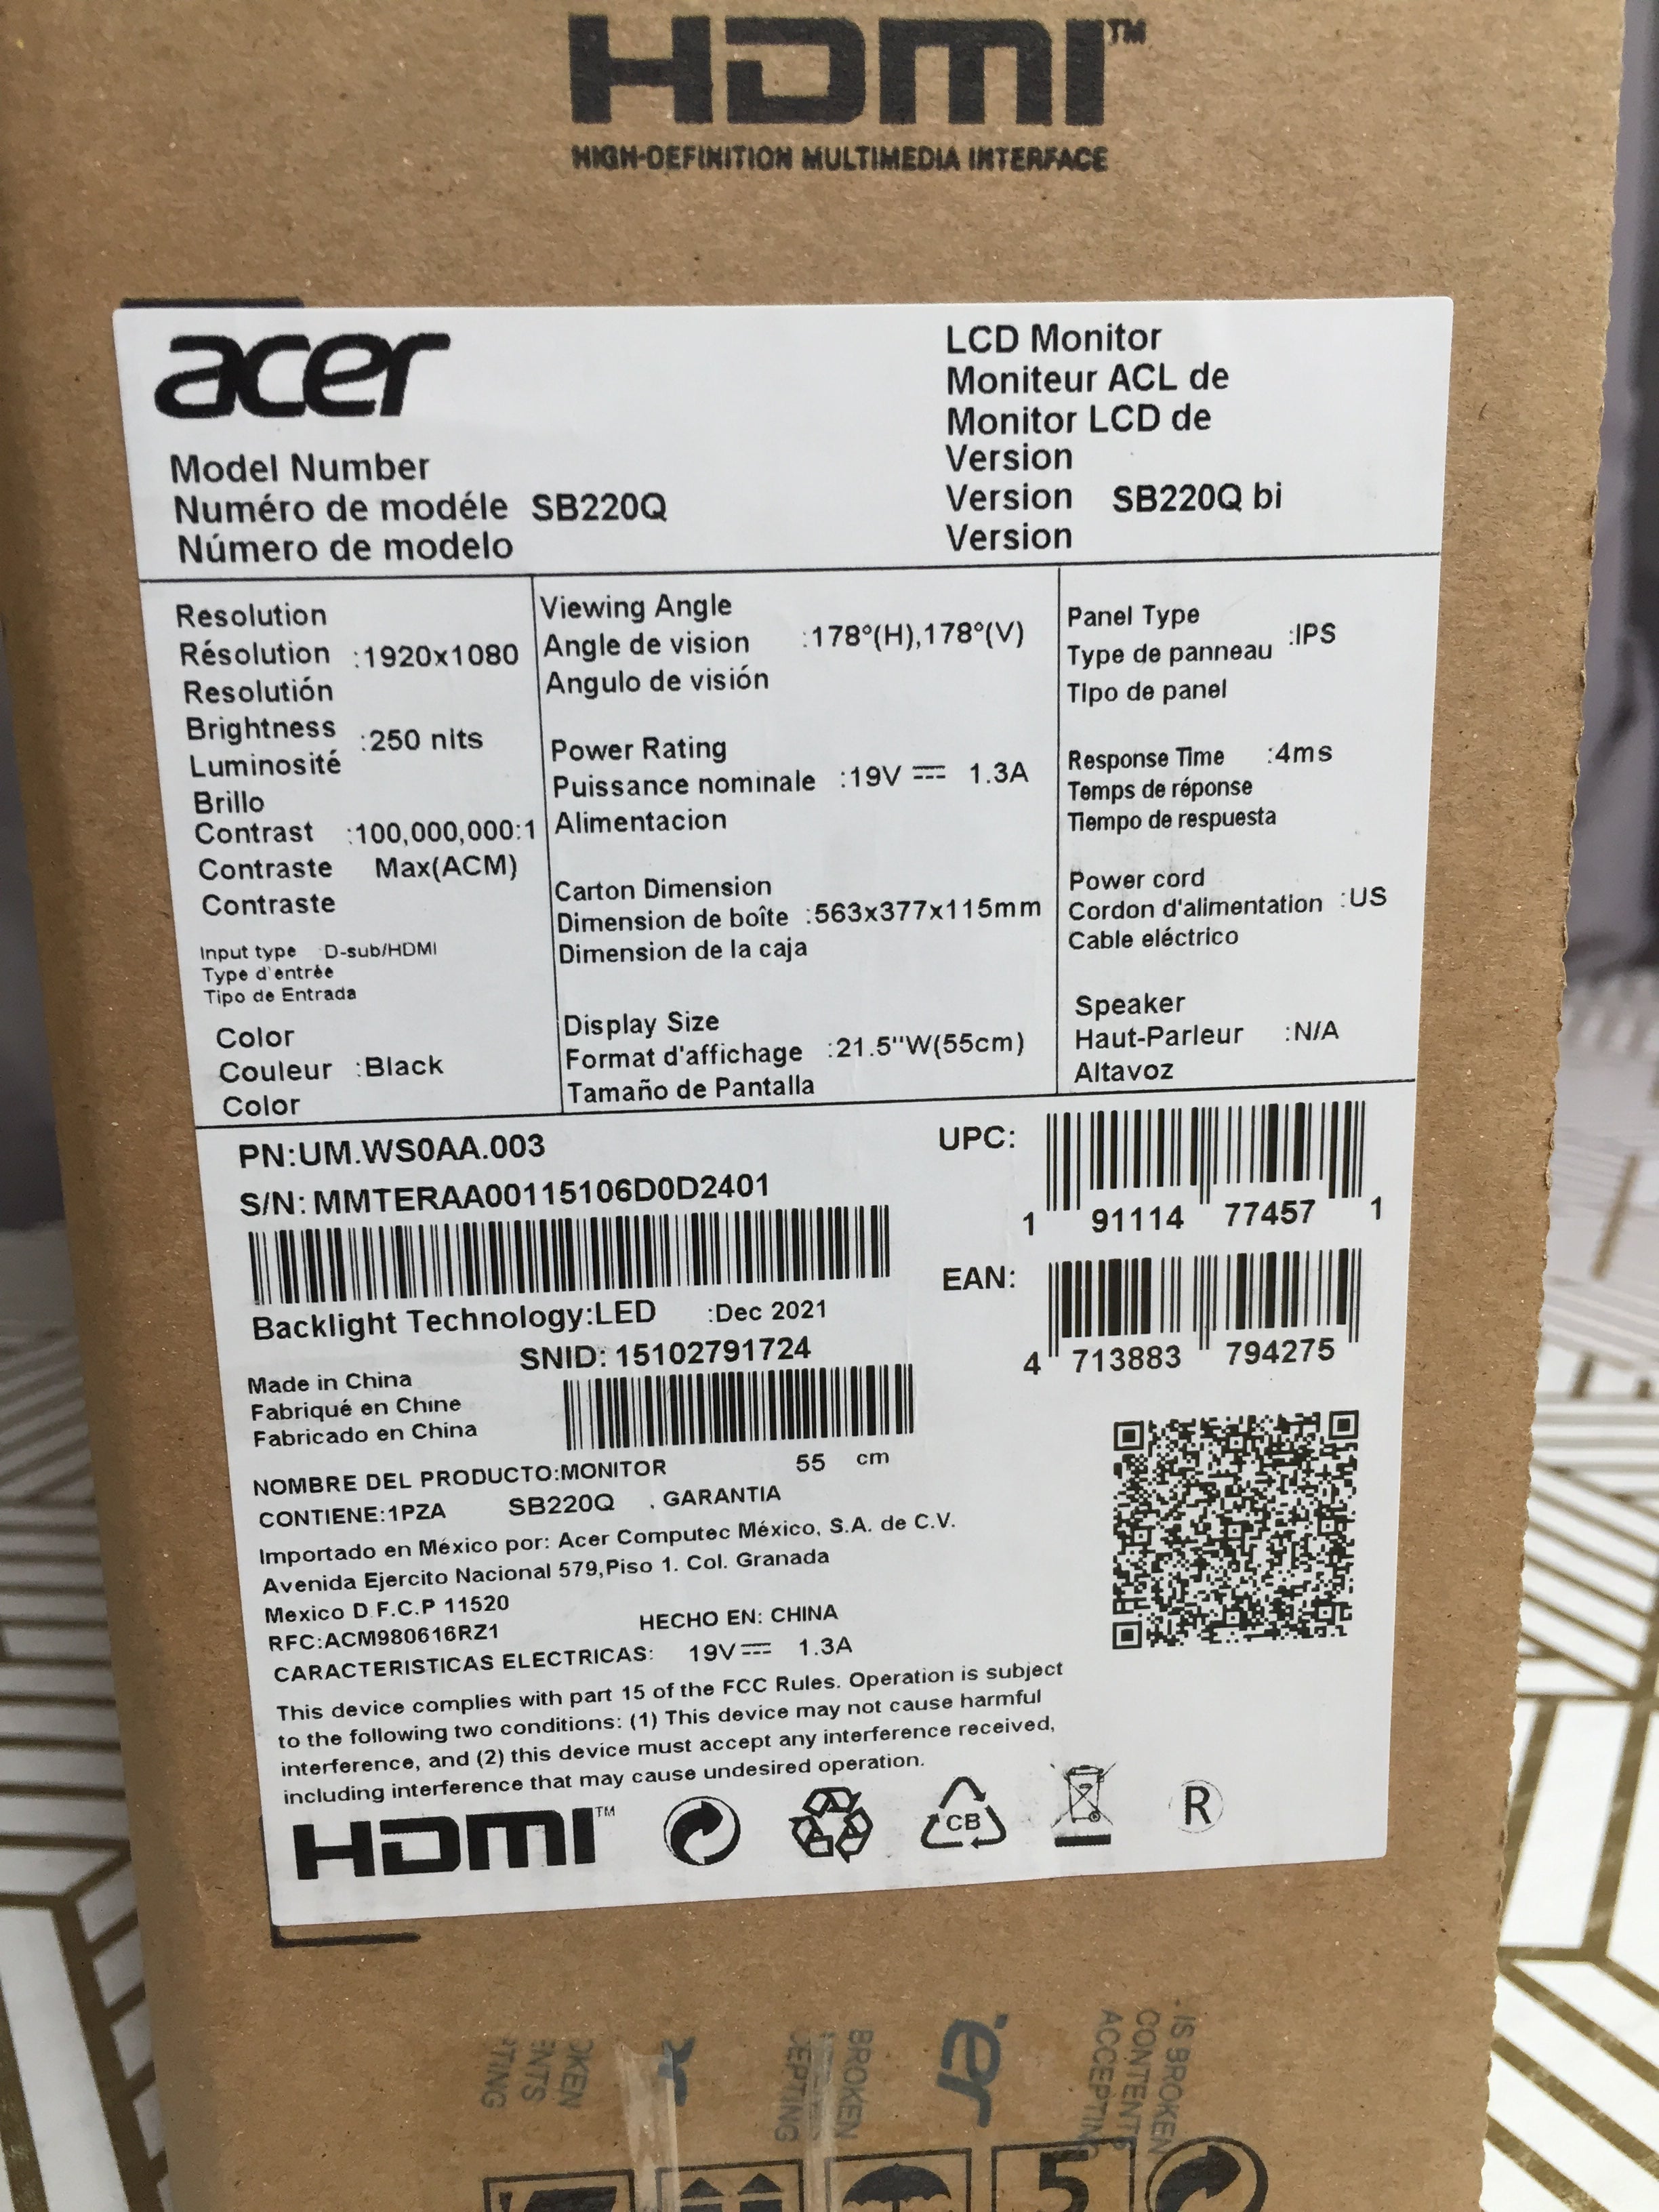 HDMI™
HIGH-DEFINITION MULTIMEDIA INTERFACE
acer
Model Number
Numéro de modéle SB220Q
Número de modelo
LCD Monitor
Moniteur ACL de
Monitor LCD de
Version
Version SB220Q bi
Version
Resolution
Résolution :1920x1080
Resolutión
Brightness :250 nits
Luminosité
Brillo
Contrast :100,000,000:1
Contraste Max(ACM)
Contraste
Input type D-sub/HDMI
Type d'entrèe
Tipo de Entrada
Color
Couleur :Black
Color
Viewing Angle
Angle de vision :178°(H),178°(V)
Angulo de visión
Power Rating
Puissance nominale :19V ⎓ 1.3A
Alimentacion
Carton Dimension
Dimension de boîte :563x377x115mm
Dimension de la caja
Display Size
Format d'affichage :21.5"W(55cm)
Tamaño de Pantalla
Panel Type
Type de panneau :IPS
Tipo de panel
Response Time :4ms
Temps de réponse
Tiempo de respuesta
Power cord
Cordon d'alimentation :US
Cable eléctrico
Speaker
Haut-Parleur :N/A
Altavoz
PN:UM.WS0AA.003
S/N: MMTERAA00115106D0D2401
Backlight Technology:LED :Dec 2021
SNID: 15102791724
Made in China
Fabriqué en Chine
Fabricado en China
UPC:
1 91114 77457 1
EAN:
4 713883 794275
NOMBRE DEL PRODUCTO:MONITOR 55 cm
CONTIENE:1PZA SB220Q . GARANTIA
Importado en México por: Acer Computec México, S.A. de C.V.
Avenida Ejercito Nacional 579,Piso 1. Col. Granada
Mexico D.F.C.P 11520
RFC:ACM980616RZ1 HECHO EN: CHINA
CARACTERISTICAS ELECTRICAS: 19V⎓ 1.3A
This device complies with part 15 of the FCC Rules. Operation is subject
to the following two conditions: (1) This device may not cause harmful
interference, and (2) this device must accept any interference received,
including interference that may cause undesired operation.
HDMI™
CB
R
IS BROKEN
CONTENTS
BROKEN
5